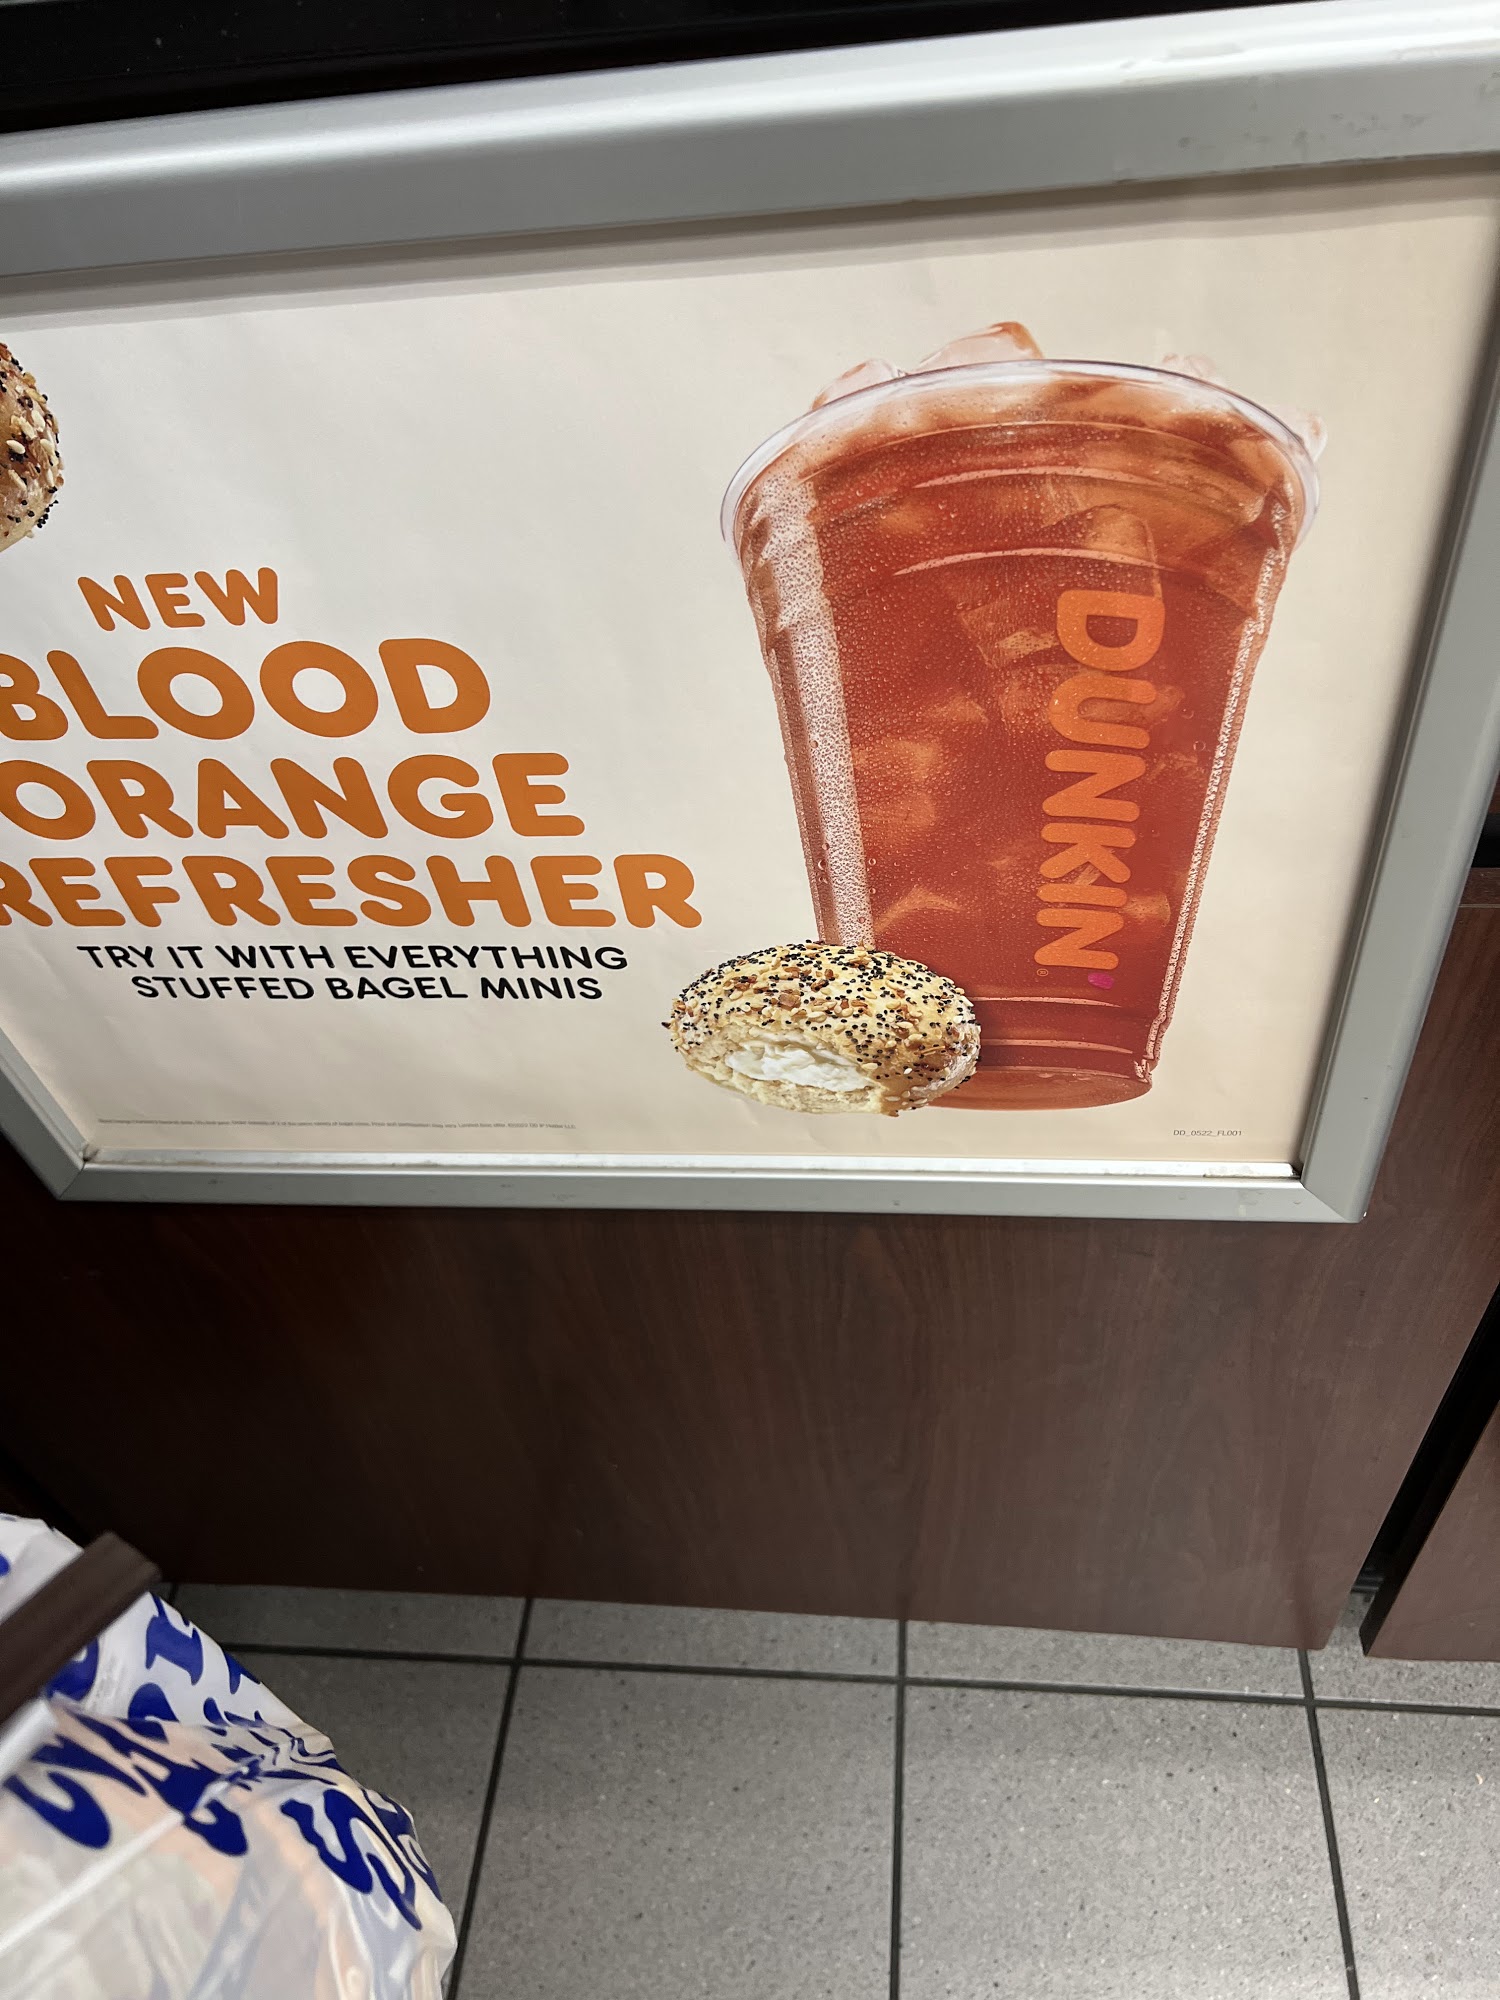 NEW
BLOOD
ORANGE
REFRESHER
TRY IT WITH EVERYTHING
STUFFED BAGEL MINIS
DUNKIN'
®
DD_0522_FL001